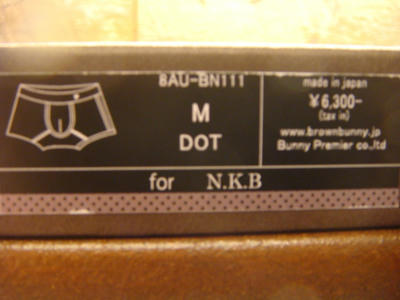 8AU-BN111
M
DOT
made in japan
¥6,300-
(tax in)
www.brownbunny.jp
Bunny Premier co.,ltd
for N.K.B